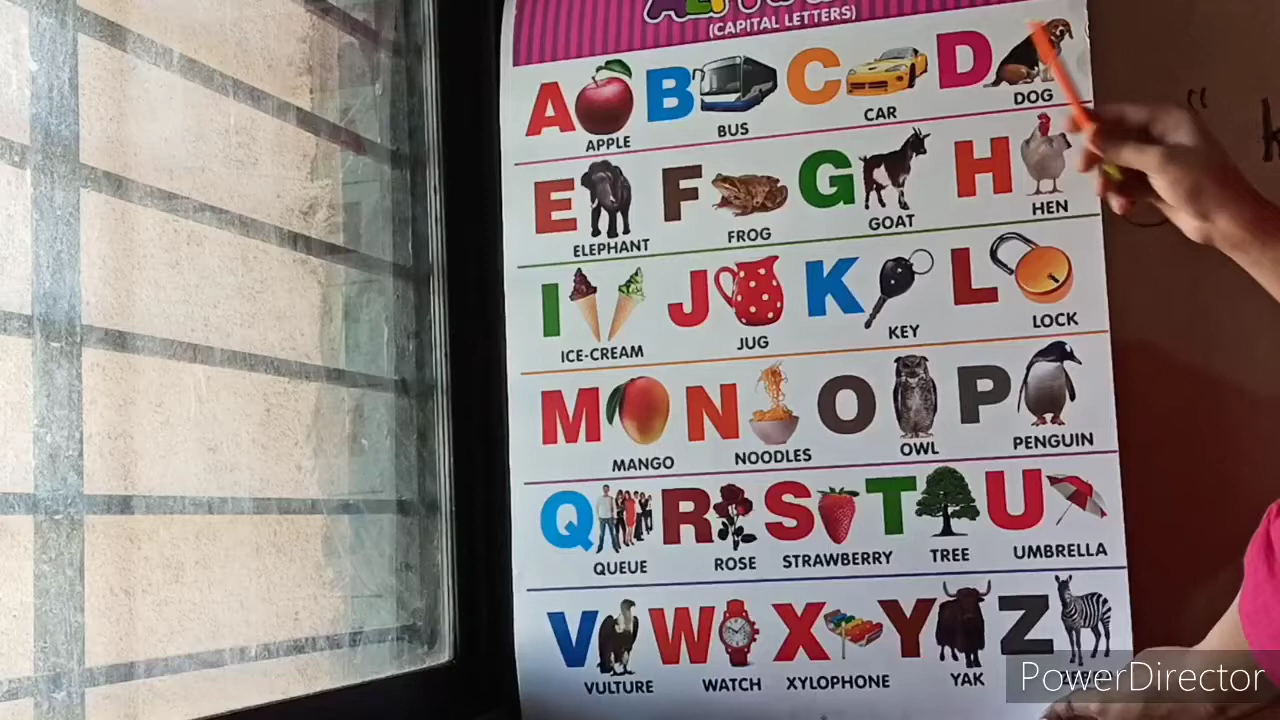 (CAPITAL LETTERS)
A B C D
APPLE BUS CAR DOG
E F G H
ELEPHANT FROG GOAT HEN
I J K L
ICE-CREAM JUG KEY LOCK
M N O P
MANGO NOODLES OWL PENGUIN
Q R S T U
QUEUE ROSE STRAWBERRY TREE UMBRELLA
V W X Y Z
VULTURE WATCH XYLOPHONE YAK
PowerDirector